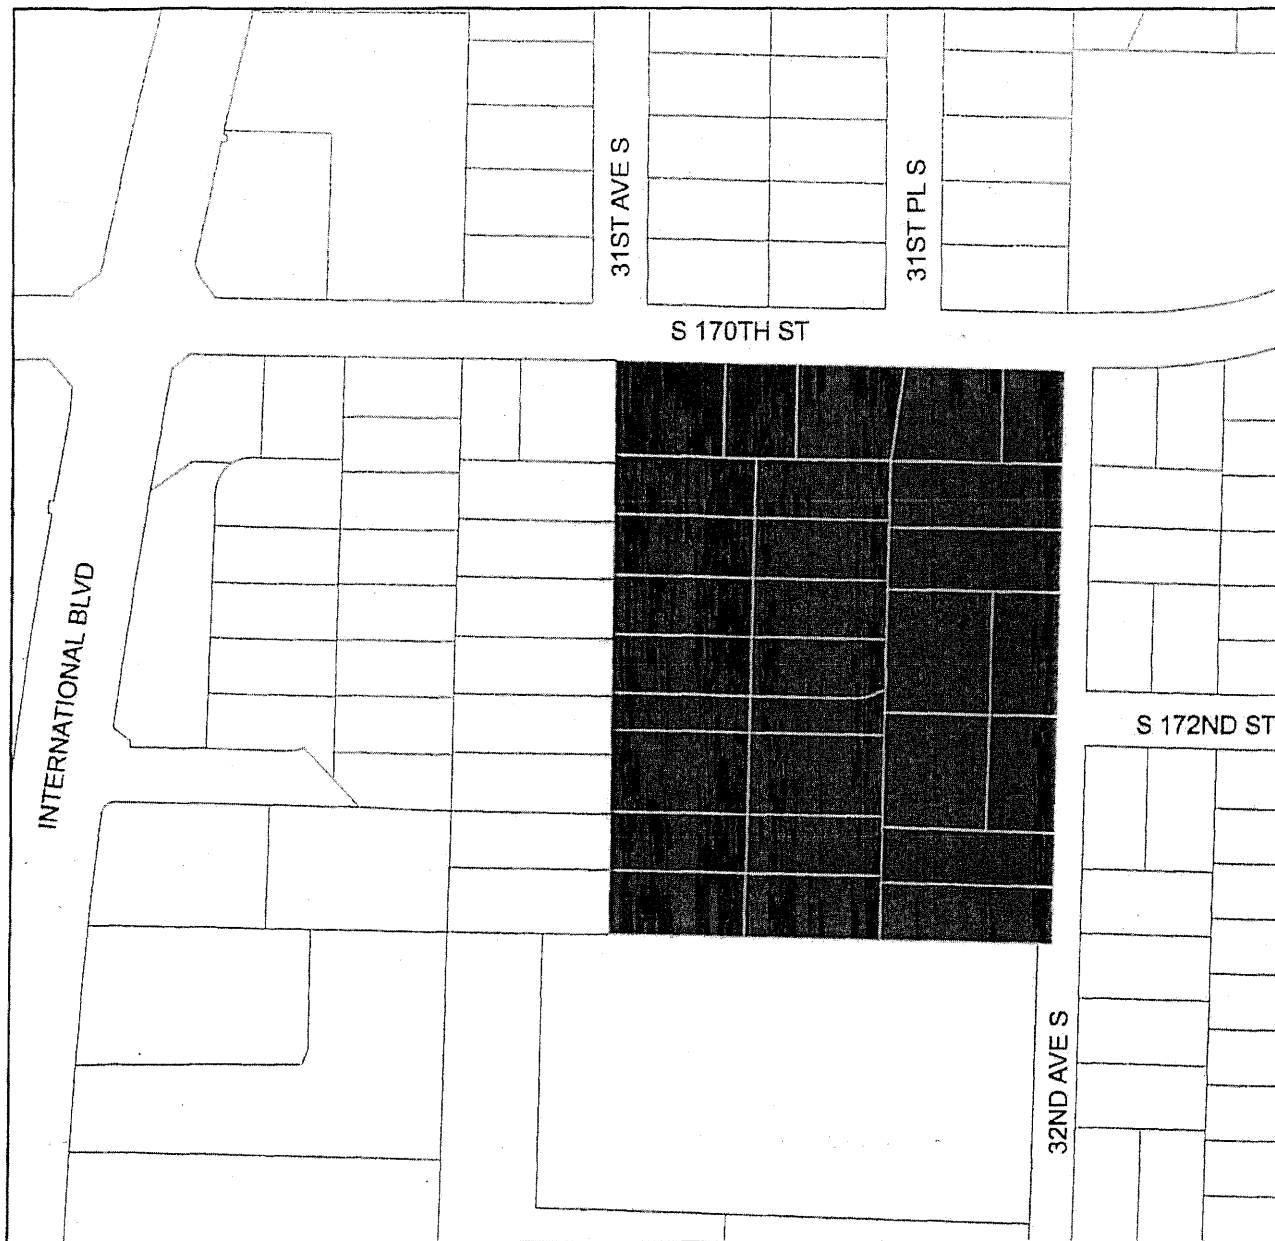 31ST AVE S
31ST PL S
S 170TH ST
INTERNATIONAL BLVD
S 172ND ST
32ND AVE S